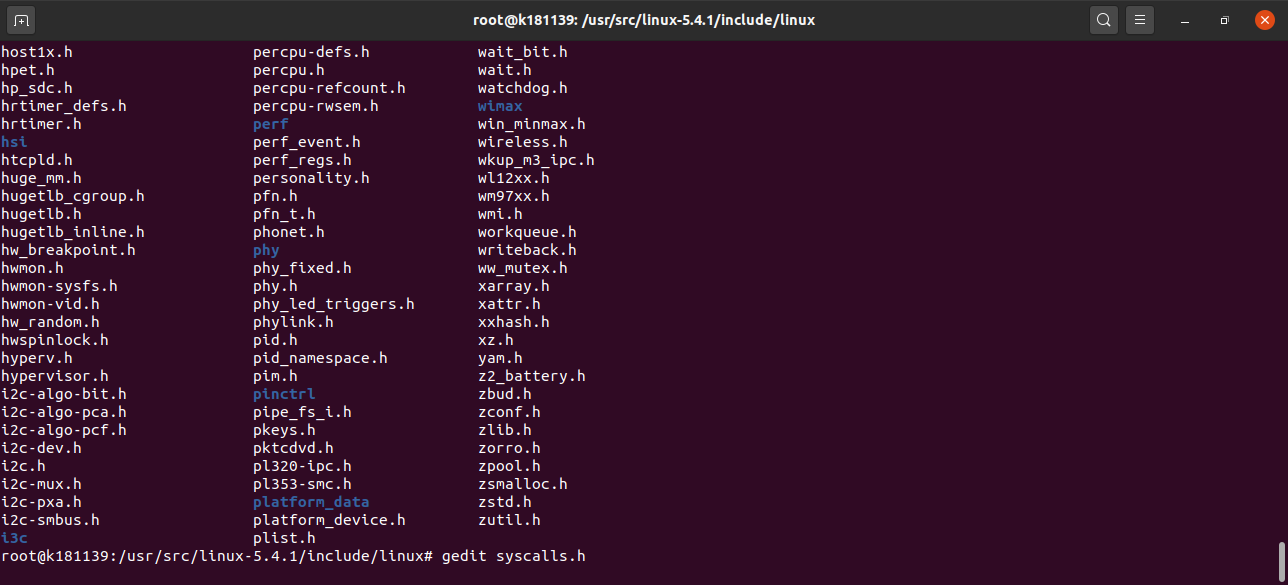 root@k181139: /usr/src/linux-5.4.1/include/linux
host1x.h percpu-defs.h wait_bit.h
hpet.h percpu.h wait.h
hp_sdc.h percpu-refcount.h watchdog.h
hrtimer_defs.h percpu-rwsem.h wimax
hrtimer.h perf win_minmax.h
hsi perf_event.h wireless.h
htcpld.h perf_regs.h wkup_m3_ipc.h
huge_mm.h personality.h wl12xx.h
hugetlb_cgroup.h pfn.h wm97xx.h
hugetlb.h pfn_t.h wmi.h
hugetlb_inline.h phonet.h workqueue.h
hw_breakpoint.h phy writeback.h
hwmon.h phy_fixed.h ww_mutex.h
hwmon-sysfs.h phy.h xarray.h
hwmon-vid.h phy_led_triggers.h xattr.h
hw_random.h phylink.h xxhash.h
hwspinlock.h pid.h xz.h
hyperv.h pid_namespace.h yam.h
hypervisor.h pim.h z2_battery.h
i2c-algo-bit.h pinctrl zbud.h
i2c-algo-pca.h pipe_fs_i.h zconf.h
i2c-algo-pcf.h pkeys.h zlib.h
i2c-dev.h pktcdvd.h zorro.h
i2c.h pl320-ipc.h zpool.h
i2c-mux.h pl353-smc.h zsmalloc.h
i2c-pxa.h platform_data zstd.h
i2c-smbus.h platform_device.h zutil.h
i3c plist.h
root@k181139:/usr/src/linux-5.4.1/include/linux# gedit syscalls.h